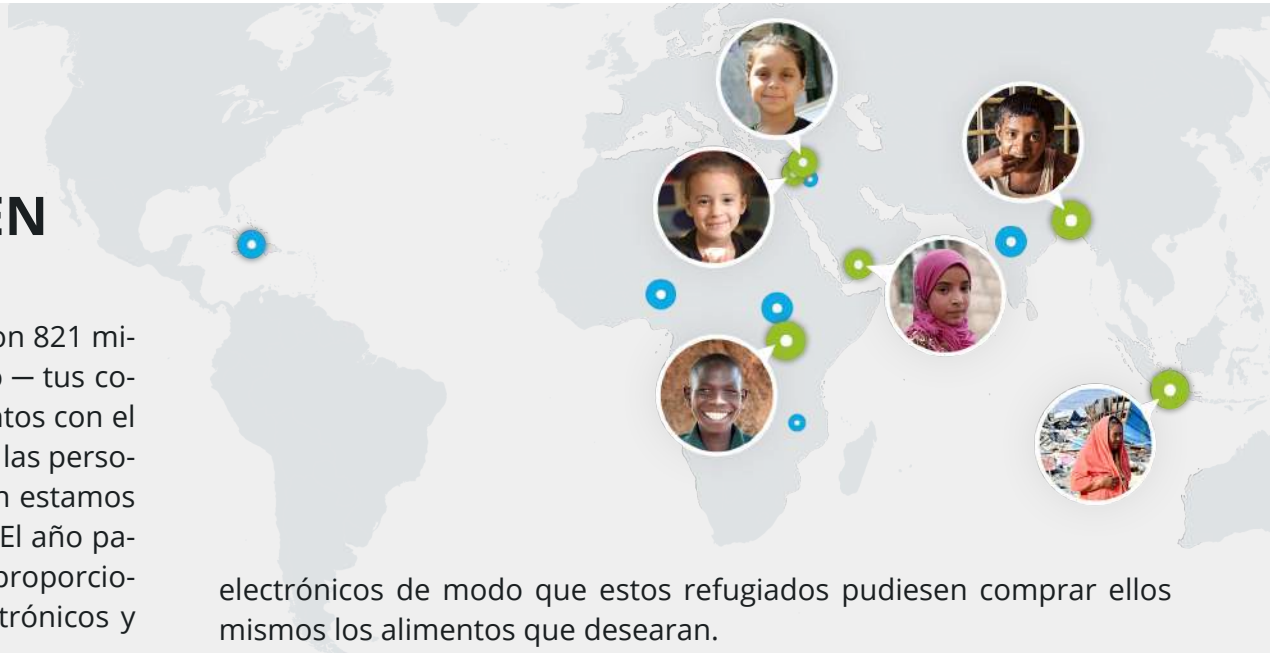 EN
on 821 mi-
o — tus co-
ntos con el
las perso-
n estamos
El año pa-
proporcio-
trónicos y
electrónicos de modo que estos refugiados pudiesen comprar ellos
mismos los alimentos que desearan.